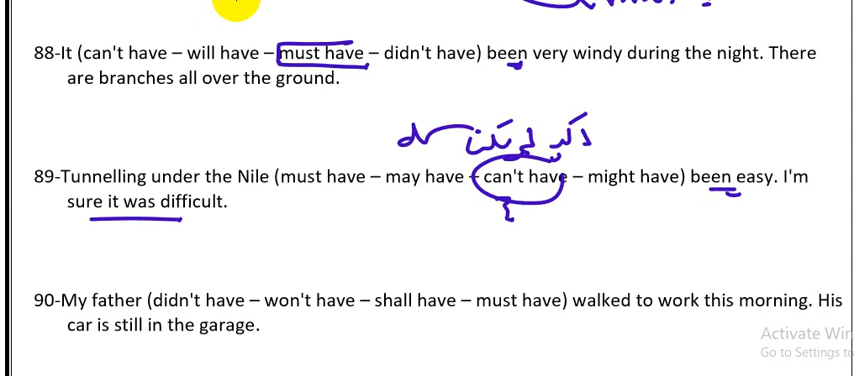 88-It (can't have – will have – must have – didn't have) been very windy during the night. There
are branches all over the ground.
89-Tunnelling under the Nile (must have – may have – can't have – might have) been easy. I'm
sure it was difficult.
90-My father (didn't have – won't have – shall have – must have) walked to work this morning. His
car is still in the garage.
Activate Win
Go to Settings to